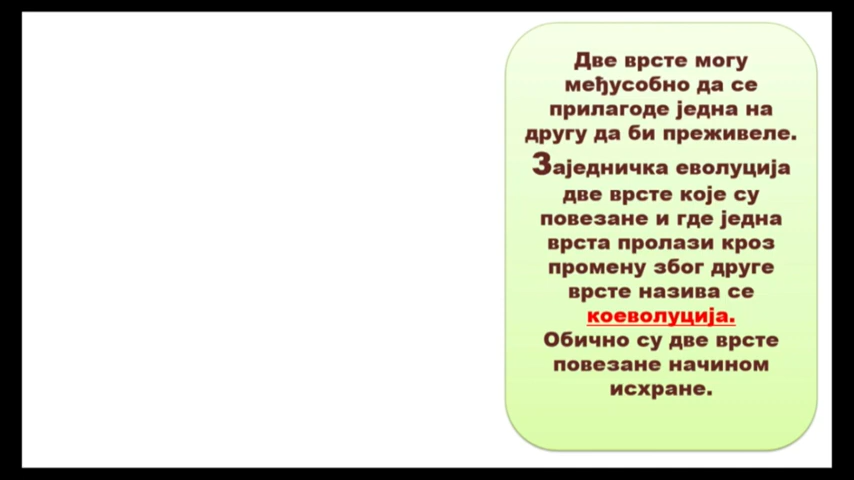 Две врсте могу
међусобно да се
прилагоде једна на
другу да би преживеле.
Заједничка еволуција
две врсте које су
повезане и где једна
врста пролази кроз
промену због друге
врсте назива се
коеволуција.
Обично су две врсте
повезане начином
исхране.